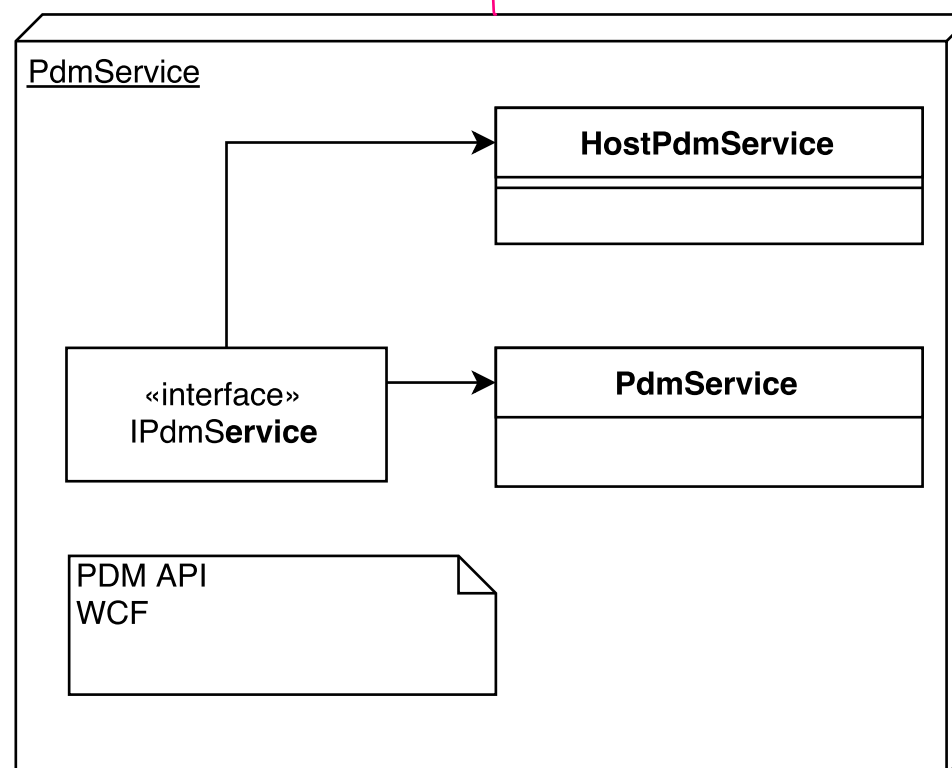 PdmService
HostPdmService
«interface»
IPdmService
PdmService
PDM API
WCF